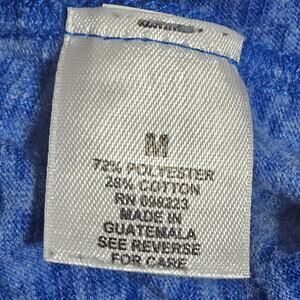 M
72% POLYESTER
28% COTTON
RN 098223
MADE IN
GUATEMALA
SEE REVERSE
FOR CARE